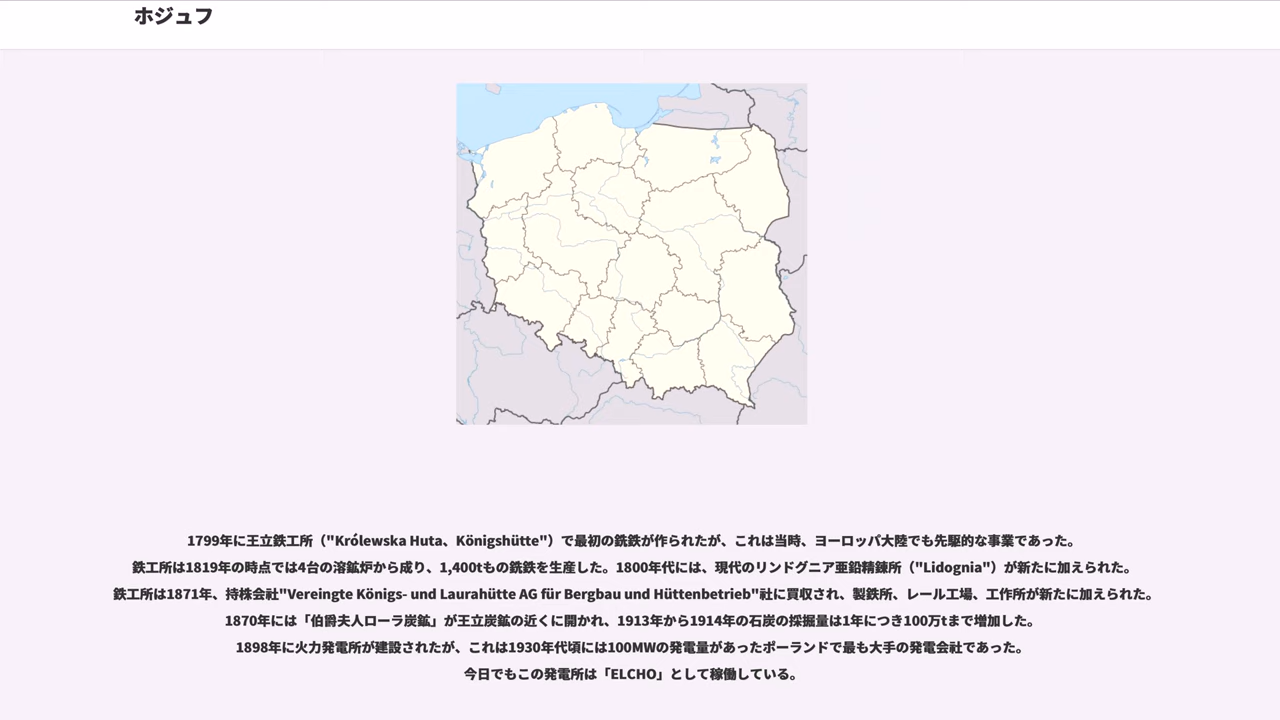 ホジュフ
1799年に王立鉄工所（"Królewska Huta、Königshütte"）で最初の銑鉄が作られたが、これは当時、ヨーロッパ大陸でも先駆的な事業であった。
鉄工所は1819年の時点では4台の溶鉱炉から成り、1,400tもの銑鉄を生産した。1800年代には、現代のリンドグニア亜鉛精錬所（"Lidognia"）が新たに加えられた。
鉄工所は1871年、持株会社"Vereingte Königs- und Laurahütte AG für Bergbau und Hüttenbetrieb"社に買収され、製鉄所、レール工場、工作所が新たに加えられた。
1870年には「伯爵夫人ローラ炭鉱」が王立炭鉱の近くに開かれ、1913年から1914年の石炭の採掘量は1年につき100万tまで増加した。
1898年に火力発電所が建設されたが、これは1930年代頃には100MWの発電量があったポーランドで最も大手の発電会社であった。
今日でもこの発電所は「ELCHO」として稼働している。